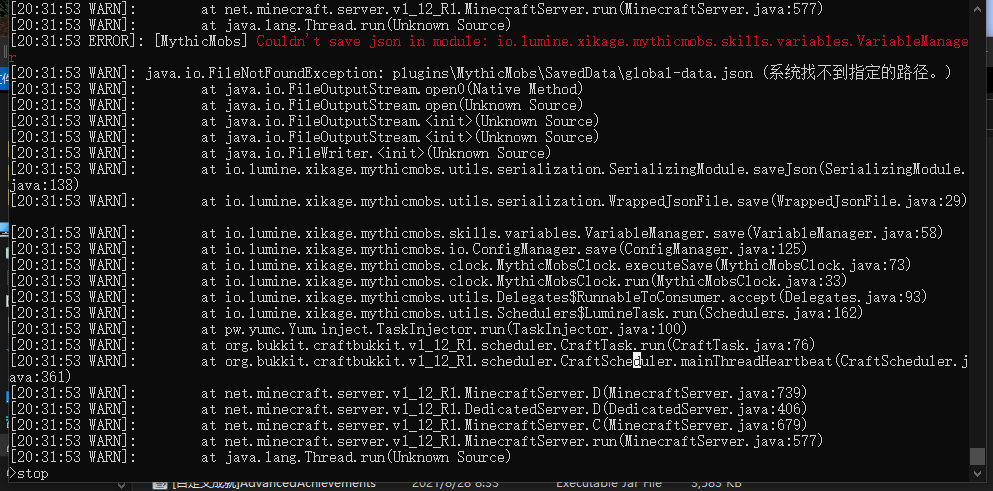 [20:31:53 WARN]: at net.minecraft.server.v1_12_R1.MinecraftServer.run(MinecraftServer.java:577)
[20:31:53 WARN]: at java.lang.Thread.run(Unknown Source)
[20:31:53 ERROR]: [MythicMobs] Couldn't save json in module: io.lumine.xikage.mythicmobs.skills.variables.VariableManage
r
[20:31:53 WARN]: java.io.FileNotFoundException: plugins\MythicMobs\SavedData\global-data.json (系统找不到指定的路径。)
[20:31:53 WARN]: at java.io.FileOutputStream.open0(Native Method)
[20:31:53 WARN]: at java.io.FileOutputStream.open(Unknown Source)
[20:31:53 WARN]: at java.io.FileOutputStream.<init>(Unknown Source)
[20:31:53 WARN]: at java.io.FileOutputStream.<init>(Unknown Source)
[20:31:53 WARN]: at java.io.FileWriter.<init>(Unknown Source)
[20:31:53 WARN]: at io.lumine.xikage.mythicmobs.utils.serialization.SerializingModule.saveJson(SerializingModule.
java:138)
[20:31:53 WARN]: at io.lumine.xikage.mythicmobs.utils.serialization.WrappedJsonFile.save(WrappedJsonFile.java:29)
[20:31:53 WARN]: at io.lumine.xikage.mythicmobs.skills.variables.VariableManager.save(VariableManager.java:58)
[20:31:53 WARN]: at io.lumine.xikage.mythicmobs.io.ConfigManager.save(ConfigManager.java:125)
[20:31:53 WARN]: at io.lumine.xikage.mythicmobs.clock.MythicMobsClock.executeSave(MythicMobsClock.java:73)
[20:31:53 WARN]: at io.lumine.xikage.mythicmobs.clock.MythicMobsClock.run(MythicMobsClock.java:33)
[20:31:53 WARN]: at io.lumine.xikage.mythicmobs.utils.Delegates$RunnableToConsumer.accept(Delegates.java:93)
[20:31:53 WARN]: at io.lumine.xikage.mythicmobs.utils.Schedulers$LumineTask.run(Schedulers.java:162)
[20:31:53 WARN]: at pw.yumc.Yum.inject.TaskInjector.run(TaskInjector.java:100)
[20:31:53 WARN]: at org.bukkit.craftbukkit.v1_12_R1.scheduler.CraftTask.run(CraftTask.java:76)
[20:31:53 WARN]: at org.bukkit.craftbukkit.v1_12_R1.scheduler.CraftScheduler.mainThreadHeartbeat(CraftScheduler.j
ava:361)
[20:31:53 WARN]: at net.minecraft.server.v1_12_R1.MinecraftServer.D(MinecraftServer.java:739)
[20:31:53 WARN]: at net.minecraft.server.v1_12_R1.DedicatedServer.D(DedicatedServer.java:406)
[20:31:53 WARN]: at net.minecraft.server.v1_12_R1.MinecraftServer.C(MinecraftServer.java:679)
[20:31:53 WARN]: at net.minecraft.server.v1_12_R1.MinecraftServer.run(MinecraftServer.java:577)
[20:31:53 WARN]: at java.lang.Thread.run(Unknown Source)
>stop
[自定义成就]AdvancedAchievements 2021/8/28 8:33 Executable Jar File 3,583 KB